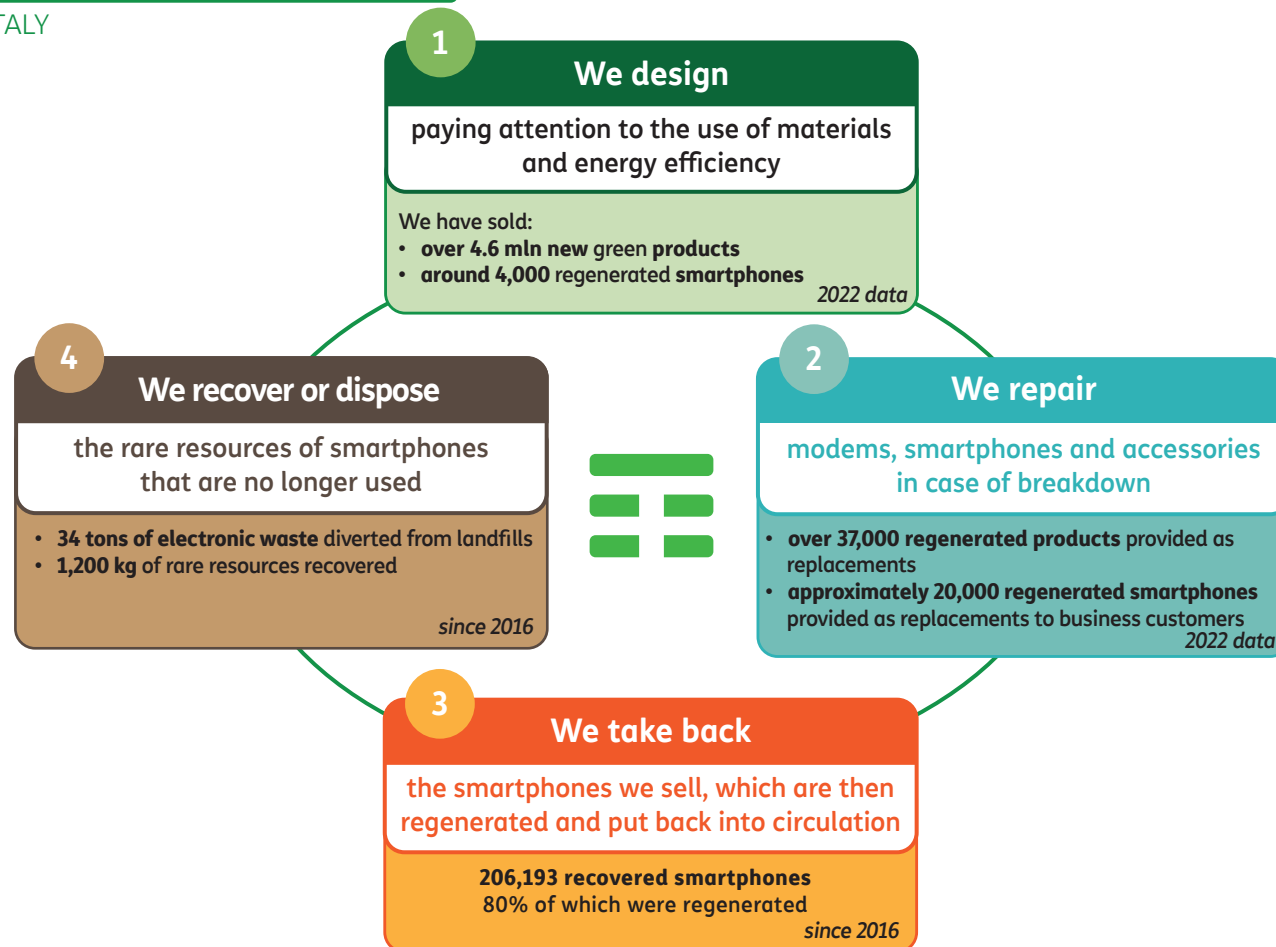 TALY
1
We design
paying attention to the use of materials
and energy efficiency
We have sold:
• over 4.6 mln new green products
• around 4,000 regenerated smartphones
2022 data
2
We repair
modems, smartphones and accessories
in case of breakdown
• over 37,000 regenerated products provided as
replacements
• approximately 20,000 regenerated smartphones
provided as replacements to business customers
2022 data
3
We take back
the smartphones we sell, which are then
regenerated and put back into circulation
206,193 recovered smartphones
80% of which were regenerated
since 2016
4
We recover or dispose
the rare resources of smartphones
that are no longer used
• 34 tons of electronic waste diverted from landfills
• 1,200 kg of rare resources recovered
since 2016